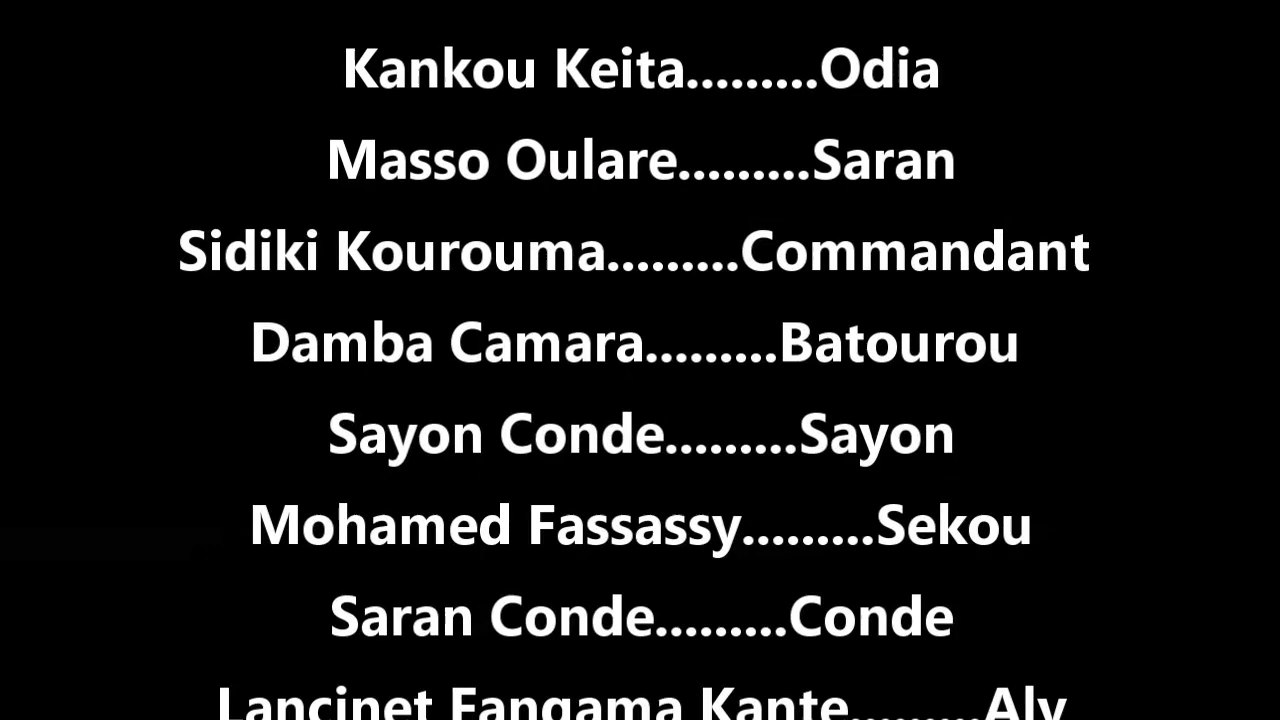 Kankou Keita.........Odia
Masso Oulare.........Saran
Sidiki Kourouma.........Commandant
Damba Camara.........Batourou
Sayon Conde.........Sayon
Mohamed Fassassy.........Sekou
Saran Conde.........Conde
Lancinet Fangama Kante.........Aly